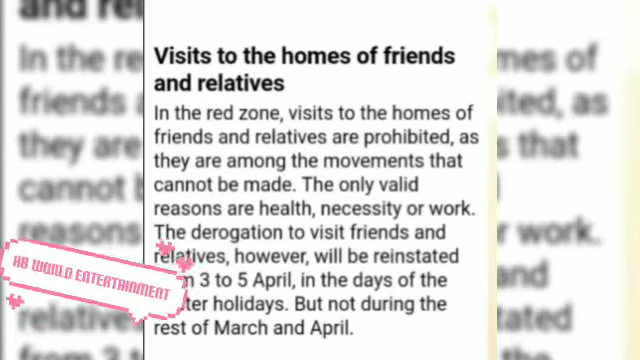 Visits to the homes of friends
and relatives
In the red zone, visits to the homes of
friends and relatives are prohibited, as
they are among the movements that
cannot be made. The only valid
reasons are health, necessity or work.
The derogation to visit friends and
relatives, however, will be reinstated
3 to 5 April, in the days of the
holidays. But not during the
rest of March and April.
AB WORLD ENTERTAINMENT